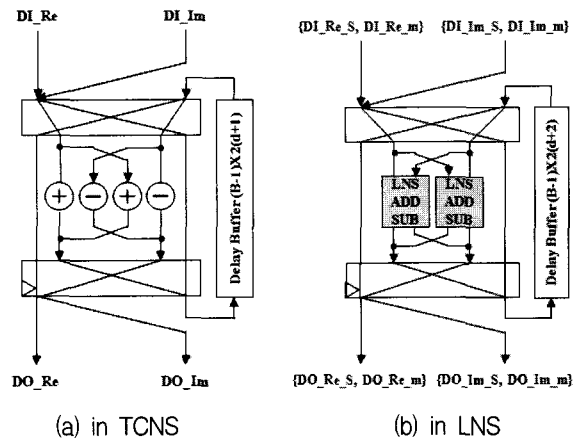 DI_Re
DI_Im
+
−
+
−
Delay Buffer (B-1)X2(d+1)
DO_Re
DO_Im
(a) in TCNS
{DI_Re_S, DI_Re_m}
{DI_Im_S, DI_Im_m}
LNS
ADD
SUB
LNS
ADD
SUB
Delay Buffer (B-1)X2(d+2)
{DO_Re_S, DO_Re_m}
{DO_Im_S, DO_Im_m}
(b) in LNS